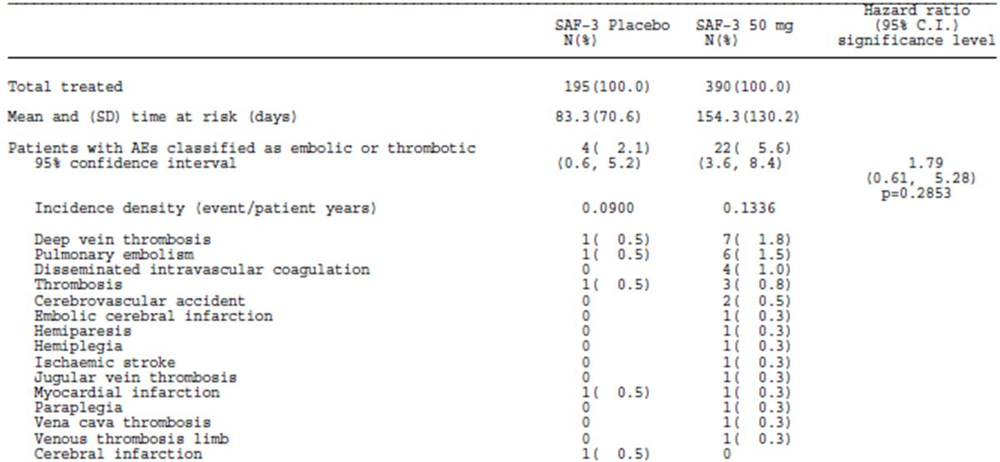 Hazard ratio
SAF-3 Placebo SAF-3 50 mg (95% C.I.)
N(%) N(%) significance level
Total treated 195(100.0) 390(100.0)
Mean and (SD) time at risk (days) 83.3(70.6) 154.3(130.2)
Patients with AEs classified as embolic or thrombotic 4( 2.1) 22( 5.6)
95% confidence interval (0.6, 5.2) (3.6, 8.4) 1.79
(0.61, 5.28)
p=0.2853
Incidence density (event/patient years) 0.0900 0.1336
Deep vein thrombosis 1( 0.5) 7( 1.8)
Pulmonary embolism 1( 0.5) 6( 1.5)
Disseminated intravascular coagulation 0 4( 1.0)
Thrombosis 1( 0.5) 3( 0.8)
Cerebrovascular accident 0 2( 0.5)
Embolic cerebral infarction 0 1( 0.3)
Hemiparesis 0 1( 0.3)
Hemiplegia 0 1( 0.3)
Ischaemic stroke 0 1( 0.3)
Jugular vein thrombosis 0 1( 0.3)
Myocardial infarction 1( 0.5) 1( 0.3)
Paraplegia 0 1( 0.3)
Vena cava thrombosis 0 1( 0.3)
Venous thrombosis limb 0 1( 0.3)
Cerebral infarction 1( 0.5) 0